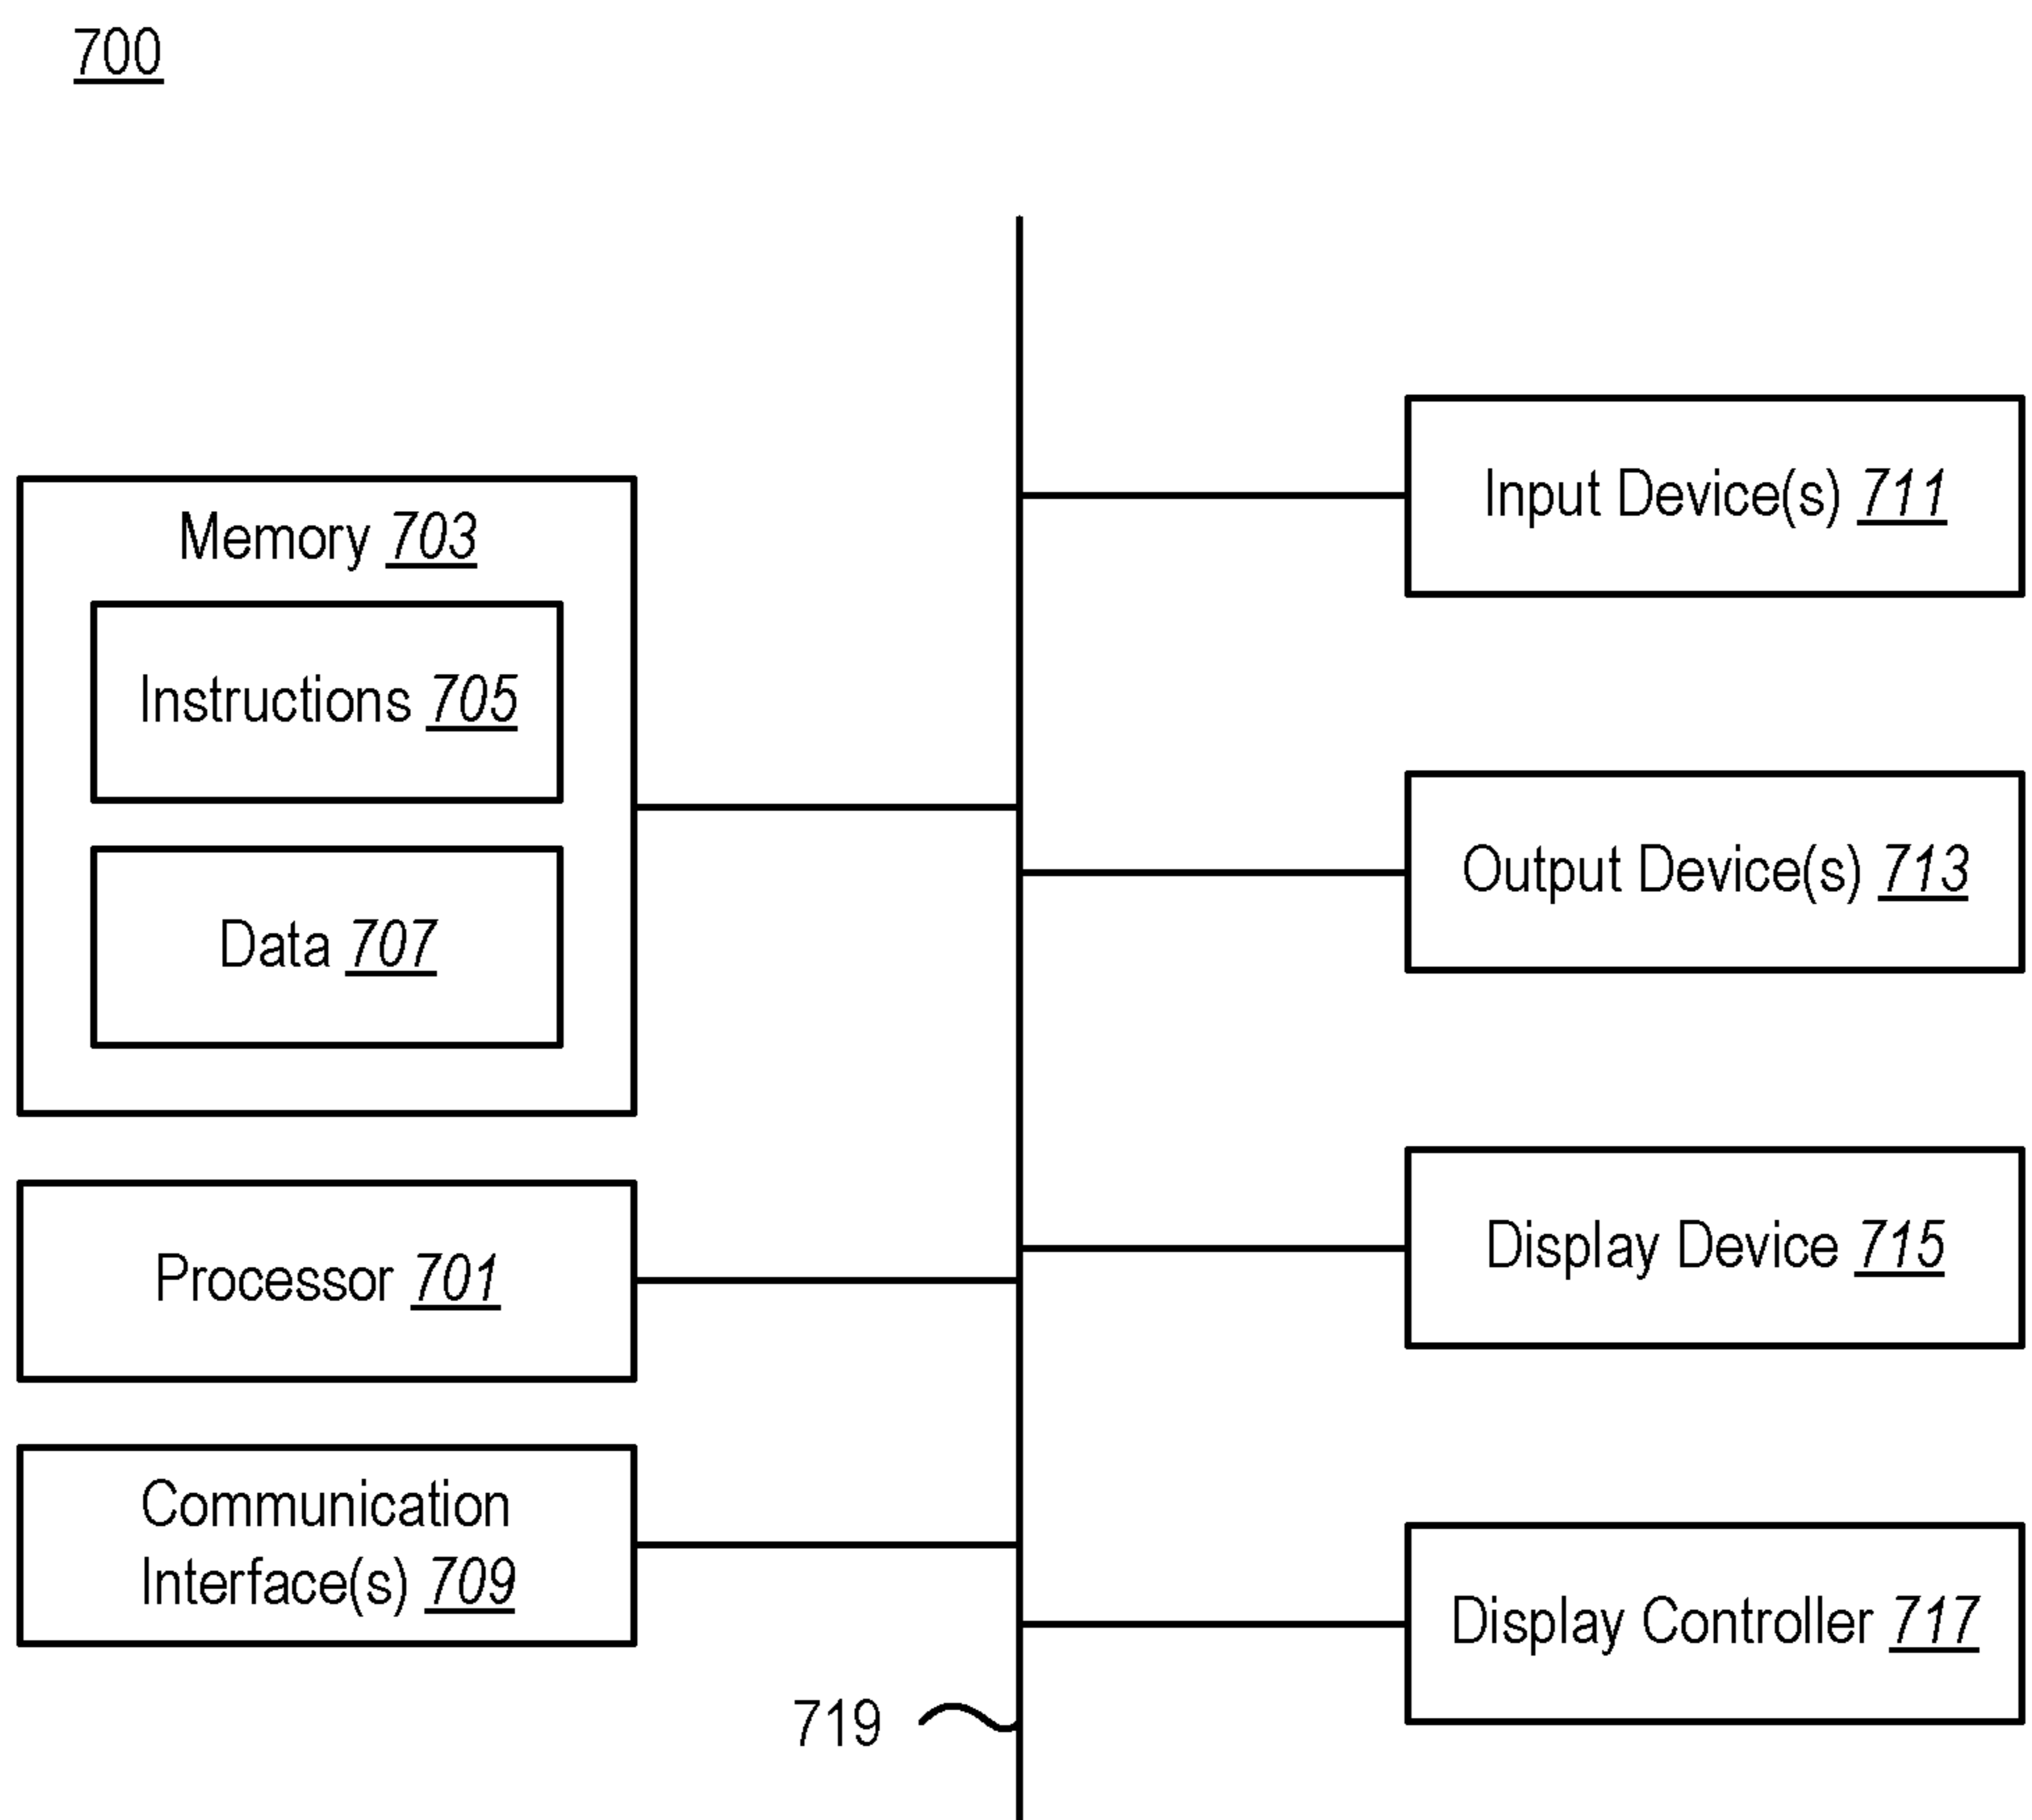 700
Memory 703
Instructions 705
Data 707
Processor 701
Communication
Interface(s) 709
Input Device(s) 711
Output Device(s) 713
Display Device 715
Display Controller 717
719